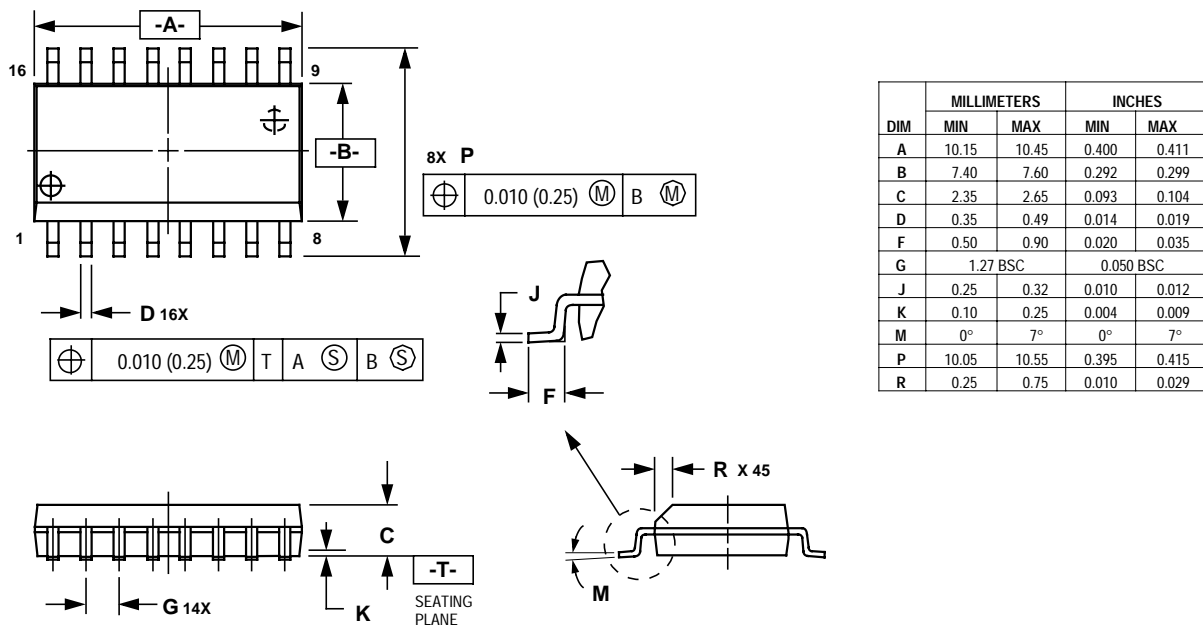 -A-
16
9
-B-
8X P
0.010 (0.25) Ⓜ B Ⓜ
1
8
D 16X
0.010 (0.25) Ⓜ T A Ⓢ B Ⓢ
J
F
R X 45
C
-T-
SEATING
PLANE
G 14X
K
M
MILLIMETERS INCHES
DIM MIN MAX MIN MAX
A 10.15 10.45 0.400 0.411
B 7.40 7.60 0.292 0.299
C 2.35 2.65 0.093 0.104
D 0.35 0.49 0.014 0.019
F 0.50 0.90 0.020 0.035
G 1.27 BSC 0.050 BSC
J 0.25 0.32 0.010 0.012
K 0.10 0.25 0.004 0.009
M 0° 7° 0° 7°
P 10.05 10.55 0.395 0.415
R 0.25 0.75 0.010 0.029